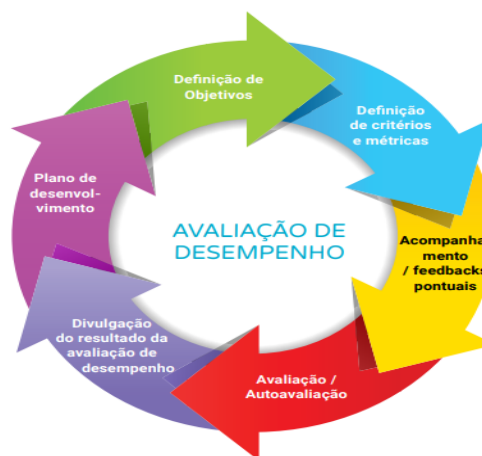 Definição de
Objetivos
Definição
de critérios
e métricas
Acompanha-
mento
/ feedbacks
pontuais
Avaliação /
Autoavaliação
Divulgação
do resultado da
avaliação de
desempenho
Plano de
desenvol-
vimento
AVALIAÇÃO DE
DESEMPENHO